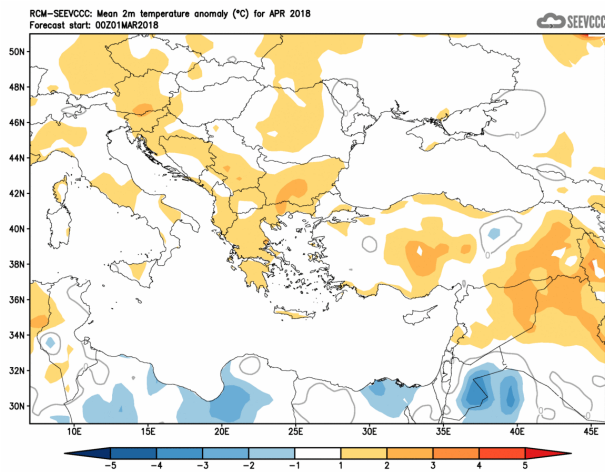 RCM-SEEVCCC: Mean 2m temperature anomaly (°C) for APR 2018
Forecast start: 00Z01MAR2018
SEEVCCC
50N
48N
46N
44N
42N
40N
38N
36N
34N
32N
30N
10E 15E 20E 25E 30E 35E 40E 45E
-5 -4 -3 -2 -1 1 2 3 4 5